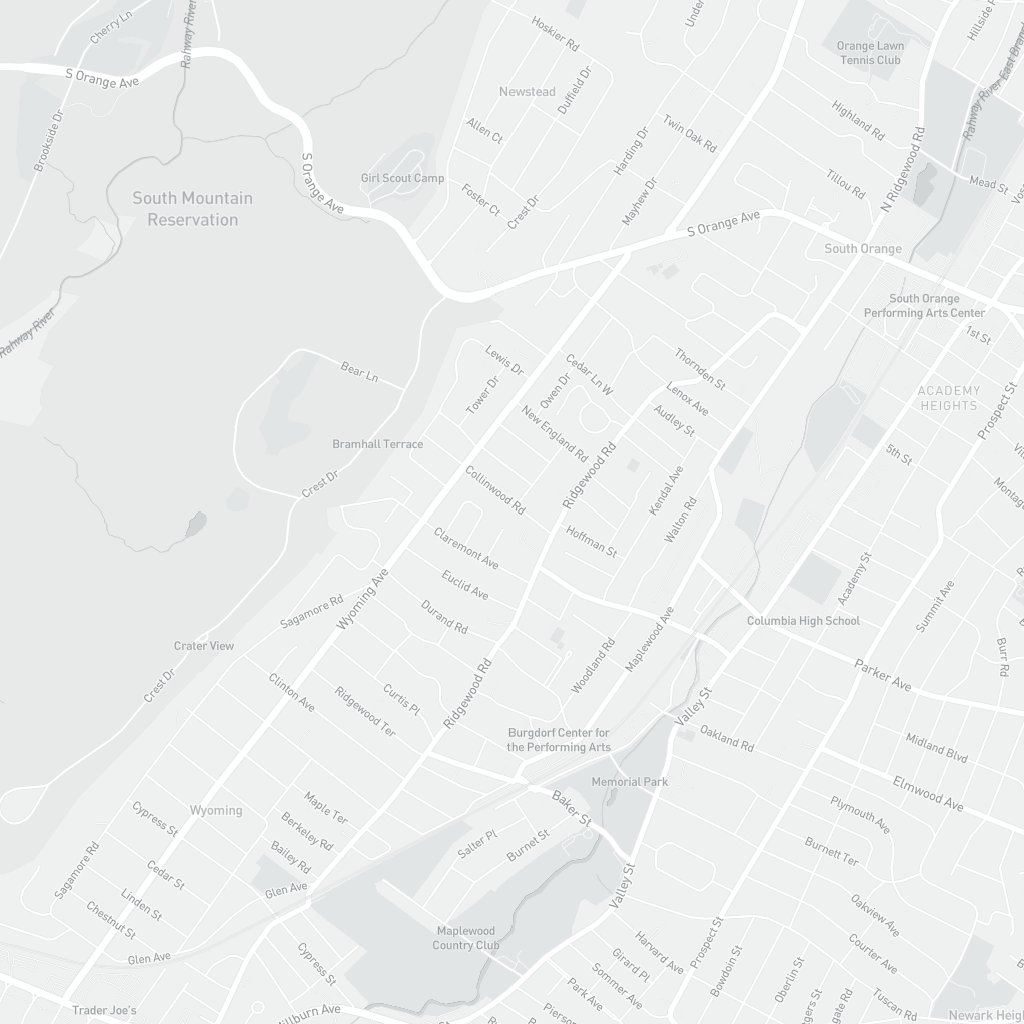 Cherry Ln
Rahway River
Hoskier Rd
Orange Lawn
Tennis Club
Hillside
S Orange Ave
Newstead
Duffield Dr
Rahway River East Branch
Brookside Dr
Allen Ct
Twin Oak Rd
Highland Rd
Harding Dr
S Orange Ave
Girl Scout Camp
Tillou Rd
N Ridgewood Rd
Mead St
South Mountain
Reservation
Foster Ct
Crest Dr
Mayhew Dr
S Orange Ave
South Orange
South Orange
Performing Arts Center
Rahway River
1st St
Lewis Dr
Thornden St
Bear Ln
Cedar Ln W
Tower Dr
Owen Dr
Lenox Ave
ACADEMY
HEIGHTS
Prospect St
New England Rd
Audley St
Bramhall Terrace
5th St
Crest Dr
Collinwood Rd
Ridgewood Rd
Kendal Ave
Walton Rd
Claremont Ave
Hoffman St
Academy St
Euclid Ave
Wyoming Ave
Sagamore Rd
Durand Rd
Summit Ave
Columbia High School
Maplewood Ave
Crater View
Woodland Rd
Burr Rd
Parker Ave
Crest Dr
Clinton Ave
Ridgewood Ter
Curtis Pl
Ridgewood Rd
Valley St
Burgdorf Center for
the Performing Arts
Oakland Rd
Midland Blvd
Memorial Park
Elmwood Ave
Wyoming
Maple Ter
Cypress St
Berkeley Rd
Baker St
Plymouth Ave
Salter Pl
Burnet St
Bailey Rd
Burnett Ter
Sagamore Rd
Cedar St
Glen Ave
Valley St
Linden St
Oakview Ave
Chestnut St
Maplewood
Country Club
Prospect St
Harvard Ave
Courter Ave
Glen Ave
Cypress St
Girard Pl
Bowdoin St
Sommer Ave
Oberlin St
Park Ave
Tuscan Rd
Trader Joe's
Millburn Ave